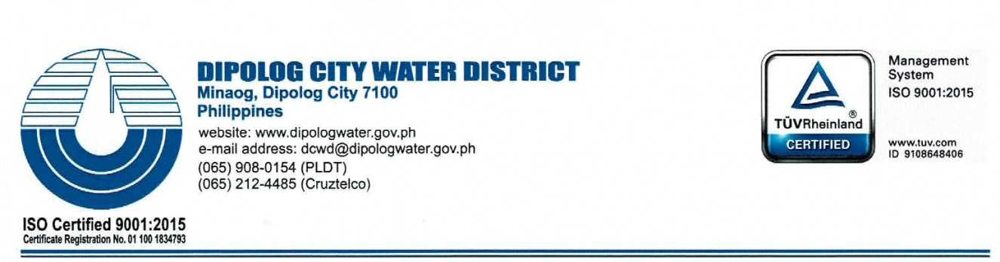 DIPOLOG CITY WATER DISTRICT
Minaog, Dipolog City 7100
Philippines
website: www.dipologwater.gov.ph
e-mail address: dcwd@dipologwater.gov.ph
(065) 908-0154 (PLDT)
(065) 212-4485 (Cruztelco)
ISO Certified 9001:2015
Certificate Registration No. 01 100 1834793
TÜVRheinland®
CERTIFIED
Management
System
ISO 9001:2015
www.tuv.com
ID 9108648406